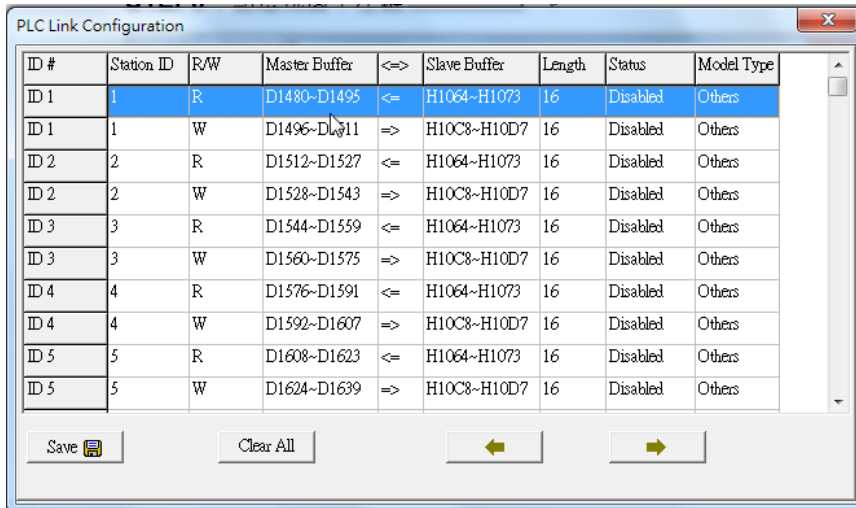 PLC Link Configuration
ID # Station ID R/W Master Buffer <=> Slave Buffer Length Status Model Type
ID 1 1 R D1480~D1495 <= H1064~H1073 16 Disabled Others
ID 1 1 W => H10C8~H10D7 16 Disabled Others
ID 2 2 R D1512~D1527 <= H1064~H1073 16 Disabled Others
ID 2 2 W D1528~D1543 => H10C8~H10D7 16 Disabled Others
ID 3 3 R D1544~D1559 <= H1064~H1073 16 Disabled Others
ID 3 3 W D1560~D1575 => H10C8~H10D7 16 Disabled Others
ID 4 4 R D1576~D1591 <= H1064~H1073 16 Disabled Others
ID 4 4 W D1592~D1607 => H10C8~H10D7 16 Disabled Others
ID 5 5 R D1608~D1623 <= H1064~H1073 16 Disabled Others
ID 5 5 W D1624~D1639 => H10C8~H10D7 16 Disabled Others
Save Clear All